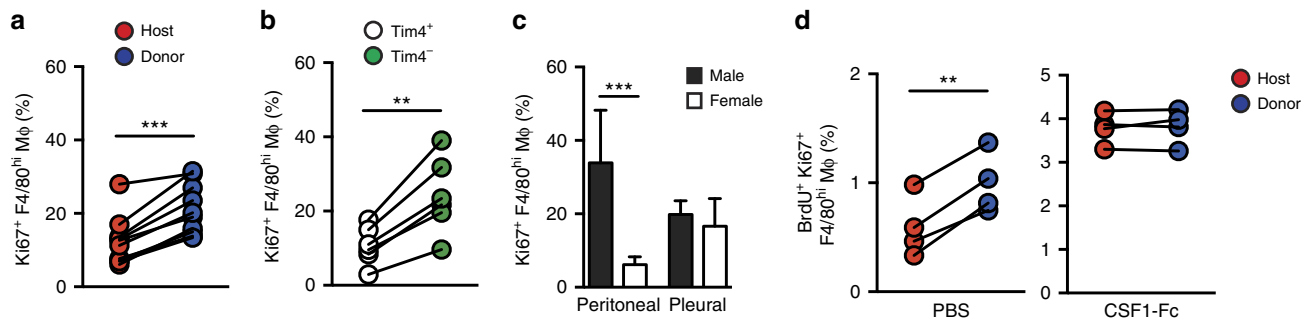 a
Host
Donor
Ki67+ F4/80hi Mϕ (%)
60
40
20
0
***
b
Tim4+
Tim4−
Ki67+ F4/80hi Mϕ (%)
60
40
20
0
**
c
Ki67+ F4/80hi Mϕ (%)
60
40
20
0
***
Male
Female
Peritoneal
Pleural
d
BrdU+ Ki67+
F4/80hi Mϕ (%)
2
1
0
**
PBS
5
4
3
2
1
0
CSF1-Fc
Host
Donor